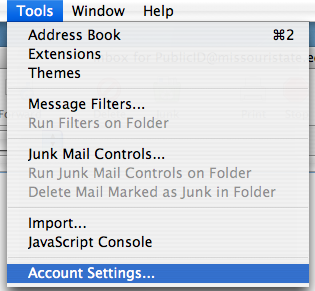 Tools Window Help
Address Book ⌘2
Extensions
Themes
Message Filters...
Run Filters on Folder
Junk Mail Controls...
Run Junk Mail Controls on Folder
Delete Mail Marked as Junk in Folder
Import...
JavaScript Console
Account Settings...